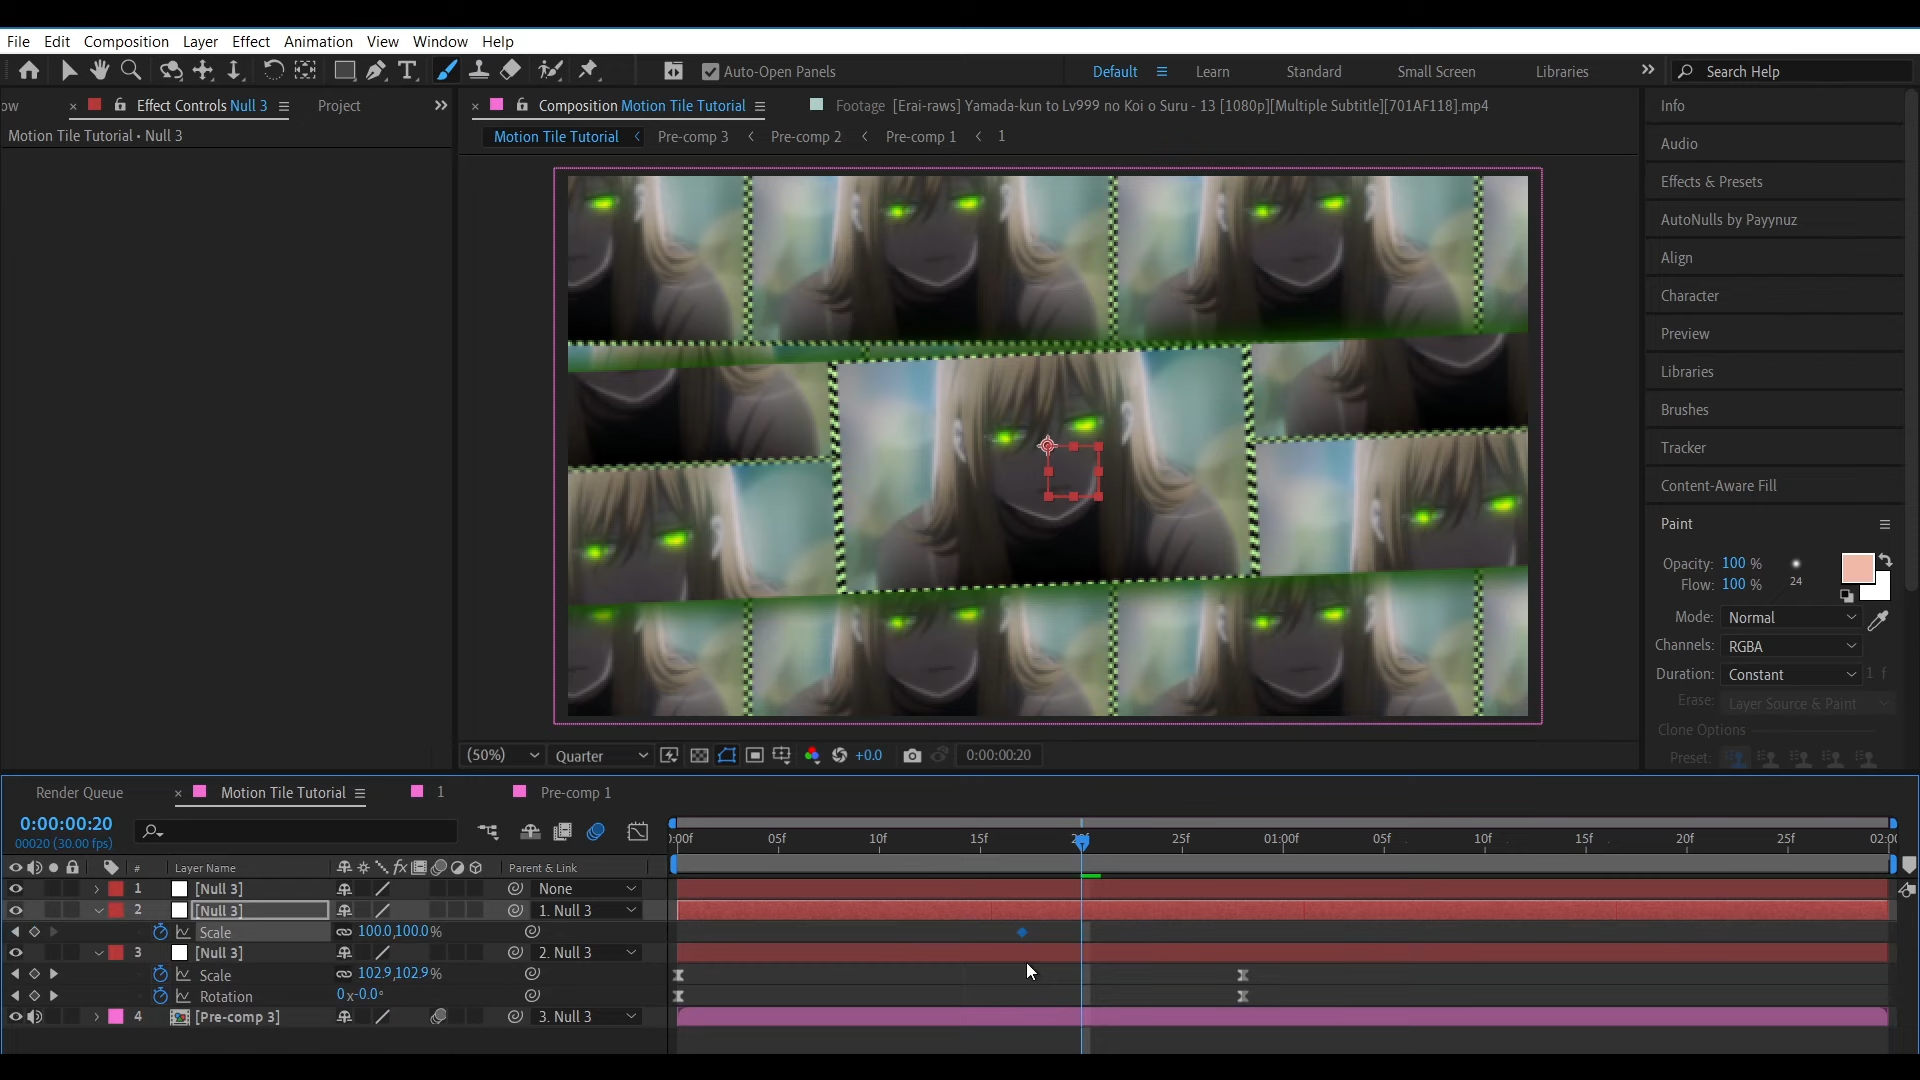 File Edit Composition Layer Effect Animation View Window Help
Auto-Open Panels Default Learn Standard Small Screen Libraries Search Help
ow Effect Controls Null 3 Project
Composition Motion Tile Tutorial Footage [Erai-raws] Yamada-kun to Lv999 no Koi o Suru - 13 [1080p][Multiple Subtitle][701AF118].mp4
Motion Tile Tutorial • Null 3
Motion Tile Tutorial Pre-comp 3 Pre-comp 2 Pre-comp 1 1
Info
Audio
Effects & Presets
AutoNulls by Payynuz
Align
Character
Preview
Libraries
Brushes
Tracker
Content-Aware Fill
Paint
Opacity: 100 %
Flow: 100 % 24
Mode: Normal
Channels: RGBA
Duration: Constant 1 f
Erase: Layer Source & Paint
Clone Options
Preset:
(50%) Quarter +0.0 0:00:00:20
Render Queue Motion Tile Tutorial 1 Pre-comp 1
0:00:00:20
00020 (30.00 fps)
:00f 05f 10f 15f 20f 25f 01:00f 05f 10f 15f 20f 25f 02:00
# Layer Name Parent & Link
1 [Null 3] None
2 [Null 3] 1. Null 3
Scale 100.0,100.0%
3 [Null 3] 2. Null 3
Scale 102.9,102.9%
Rotation 0x-0.0°
4 [Pre-comp 3] 3. Null 3